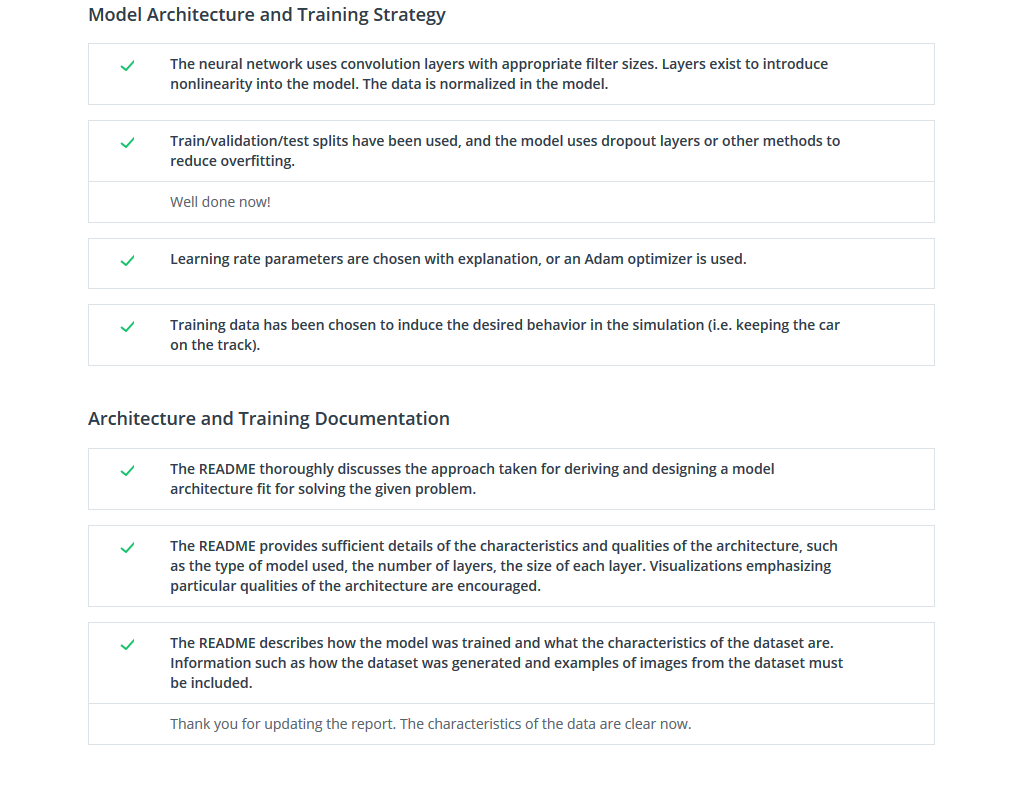 Model Architecture and Training Strategy
The neural network uses convolution layers with appropriate filter sizes. Layers exist to introduce
nonlinearity into the model. The data is normalized in the model.
Train/validation/test splits have been used, and the model uses dropout layers or other methods to
reduce overfitting.
Well done now!
Learning rate parameters are chosen with explanation, or an Adam optimizer is used.
Training data has been chosen to induce the desired behavior in the simulation (i.e. keeping the car
on the track).
Architecture and Training Documentation
The README thoroughly discusses the approach taken for deriving and designing a model
architecture fit for solving the given problem.
The README provides sufficient details of the characteristics and qualities of the architecture, such
as the type of model used, the number of layers, the size of each layer. Visualizations emphasizing
particular qualities of the architecture are encouraged.
The README describes how the model was trained and what the characteristics of the dataset are.
Information such as how the dataset was generated and examples of images from the dataset must
be included.
Thank you for updating the report. The characteristics of the data are clear now.